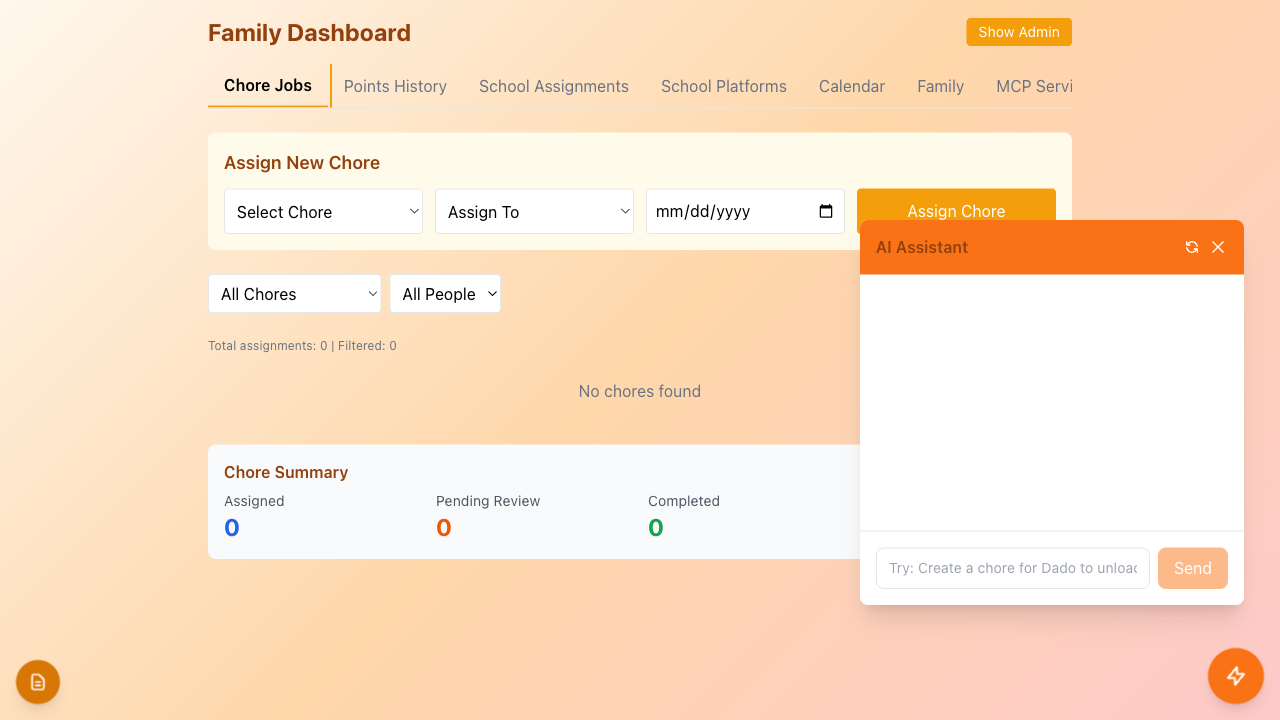 Family Dashboard
Show Admin
Chore Jobs
Points History
School Assignments
School Platforms
Calendar
Family
MCP Servi
Assign New Chore
Select Chore
Assign To
mm/dd/yyyy
Assign Chore
AI Assistant
All Chores
All People
Total assignments: 0 | Filtered: 0
No chores found
Chore Summary
Assigned
Pending Review
Completed
0
0
0
Try: Create a chore for Dado to unload
Send